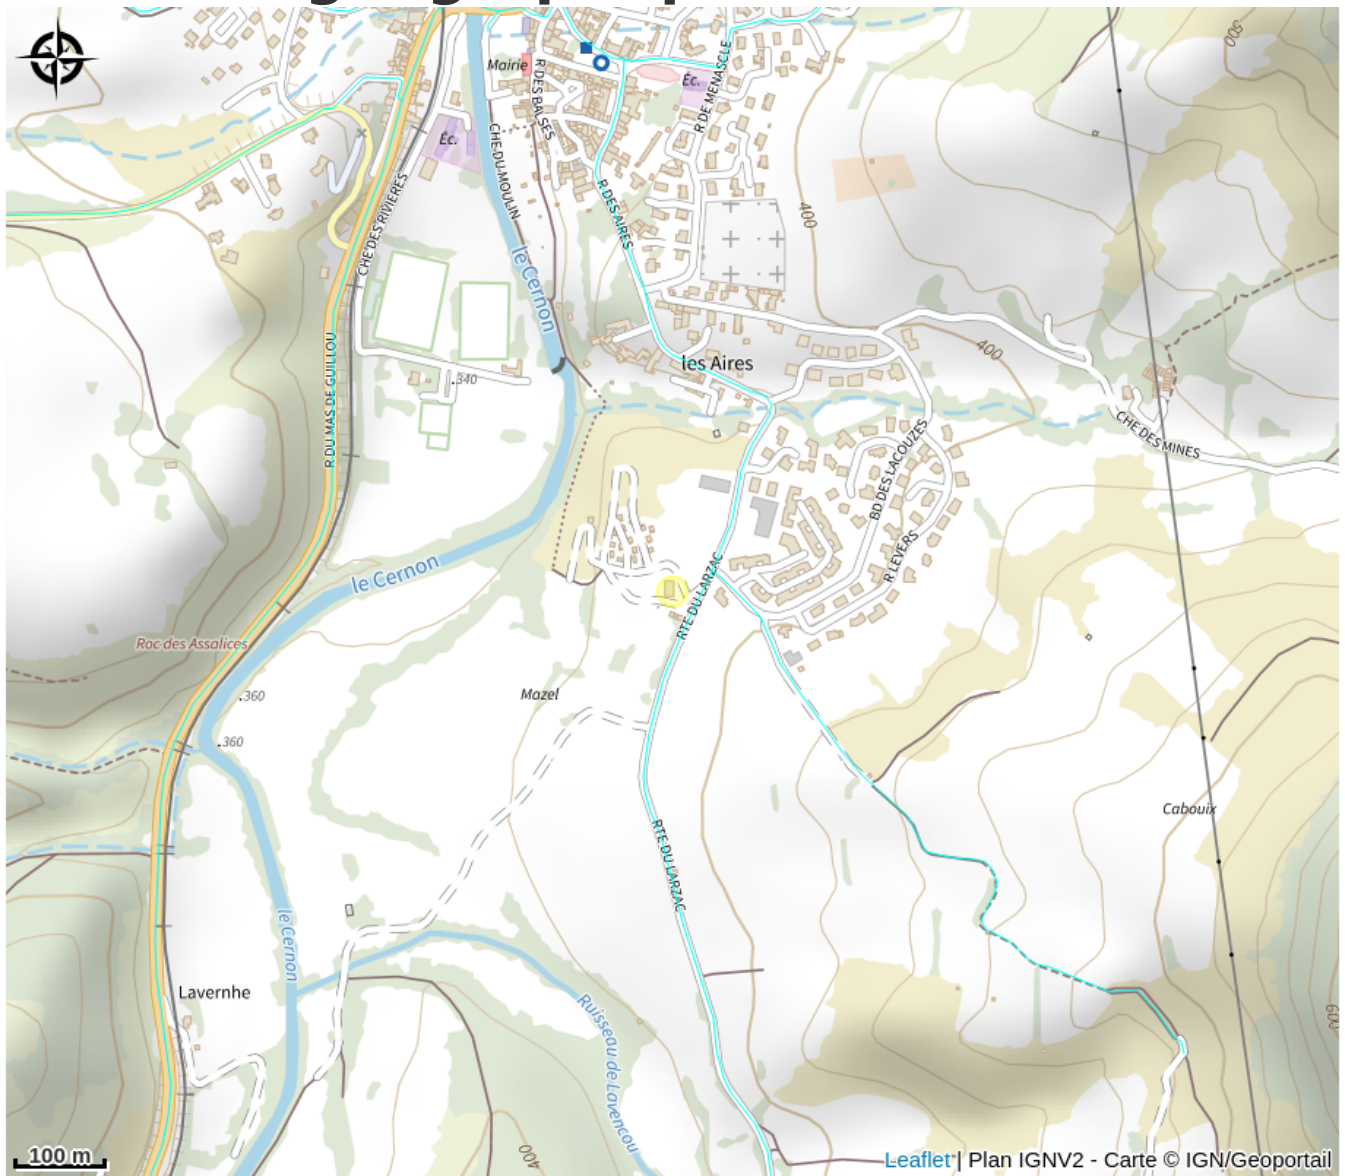 500
Mairie
R DES BALSES
Éc.
R DE MENASCLE
Éc.
CHE DU MOULIN
CHE DES RIVIÈRES
R DES AIRES
400
le Cernon
R DU MAS DE GUILLOU
les Aires
400
.340
CHE DES MINES
BD DES LACOUZES
R LEVERS
le Cernon
RTE DU LARZAC
Roc des Assalices
.360
Mazel
.360
Cabouix
RTE DU LARZAC
le Cernon
Lavernhe
Ruisseau de Lavencou
600
400
100 m
Leaflet | Plan IGNV2 - Carte © IGN/Geoportail